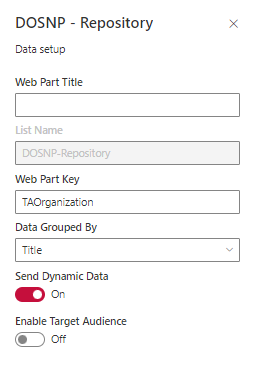 DOSNP - Repository
Data setup
Web Part Title
List Name
DOSNP-Repository
Web Part Key
TAOrganization
Data Grouped By
Title
Send Dynamic Data
On
Enable Target Audience
Off